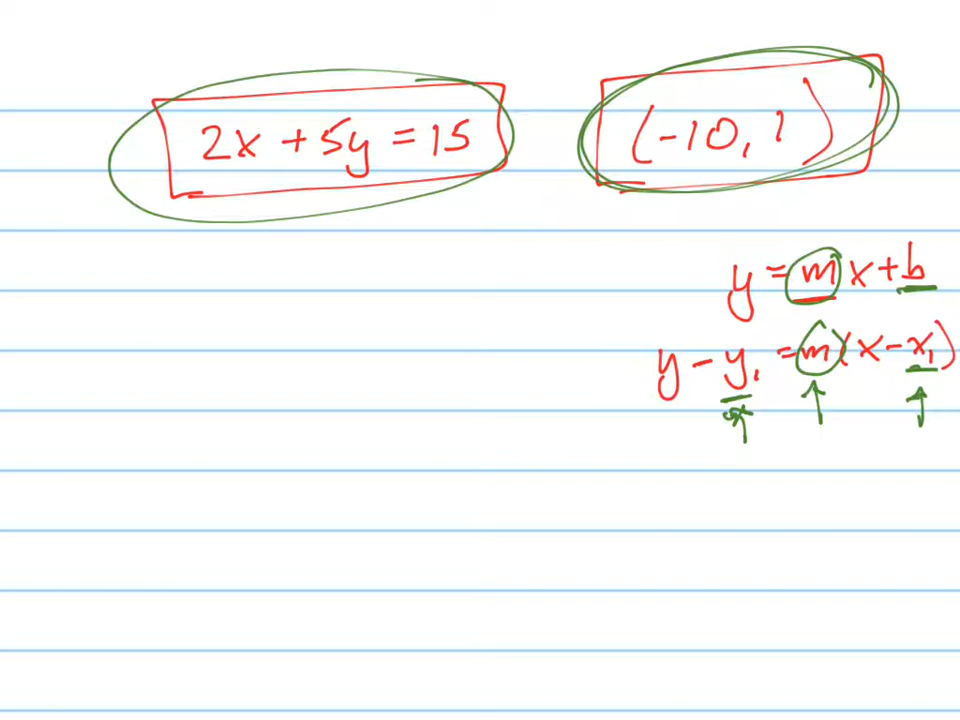 2x + 5y = 15 (-10, 1)
y = mx + b
y - y₁ = m(x - x₁)